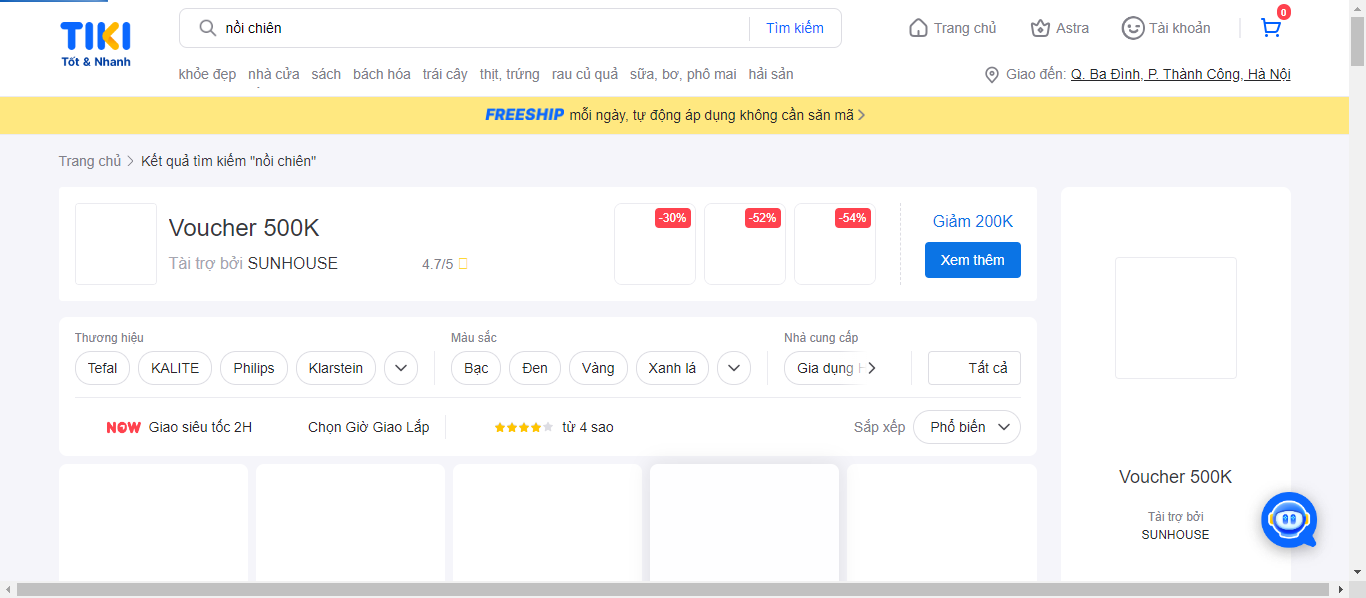 TIKI
Tốt & Nhanh
nồi chiên
Tìm kiếm
Trang chủ
Astra
Tài khoản
0
khỏe đẹp nhà cửa sách bách hóa trái cây thịt, trứng rau củ quả sữa, bơ, phô mai hải sản
Giao đến: Q. Ba Đình, P. Thành Công, Hà Nội
FREESHIP mỗi ngày, tự động áp dụng không cần săn mã
Trang chủ
Kết quả tìm kiếm "nồi chiên"
Voucher 500K
Tài trợ bởi SUNHOUSE
4.7/5
-30%
-52%
-54%
Giảm 200K
Xem thêm
Thương hiệu
Tefal
KALITE
Philips
Klarstein
Màu sắc
Bạc
Đen
Vàng
Xanh lá
Nhà cung cấp
Gia dụng
Tất cả
NOW Giao siêu tốc 2H
Chọn Giờ Giao Lắp
từ 4 sao
Sắp xếp
Phổ biến
Voucher 500K
Tài trợ bởi
SUNHOUSE